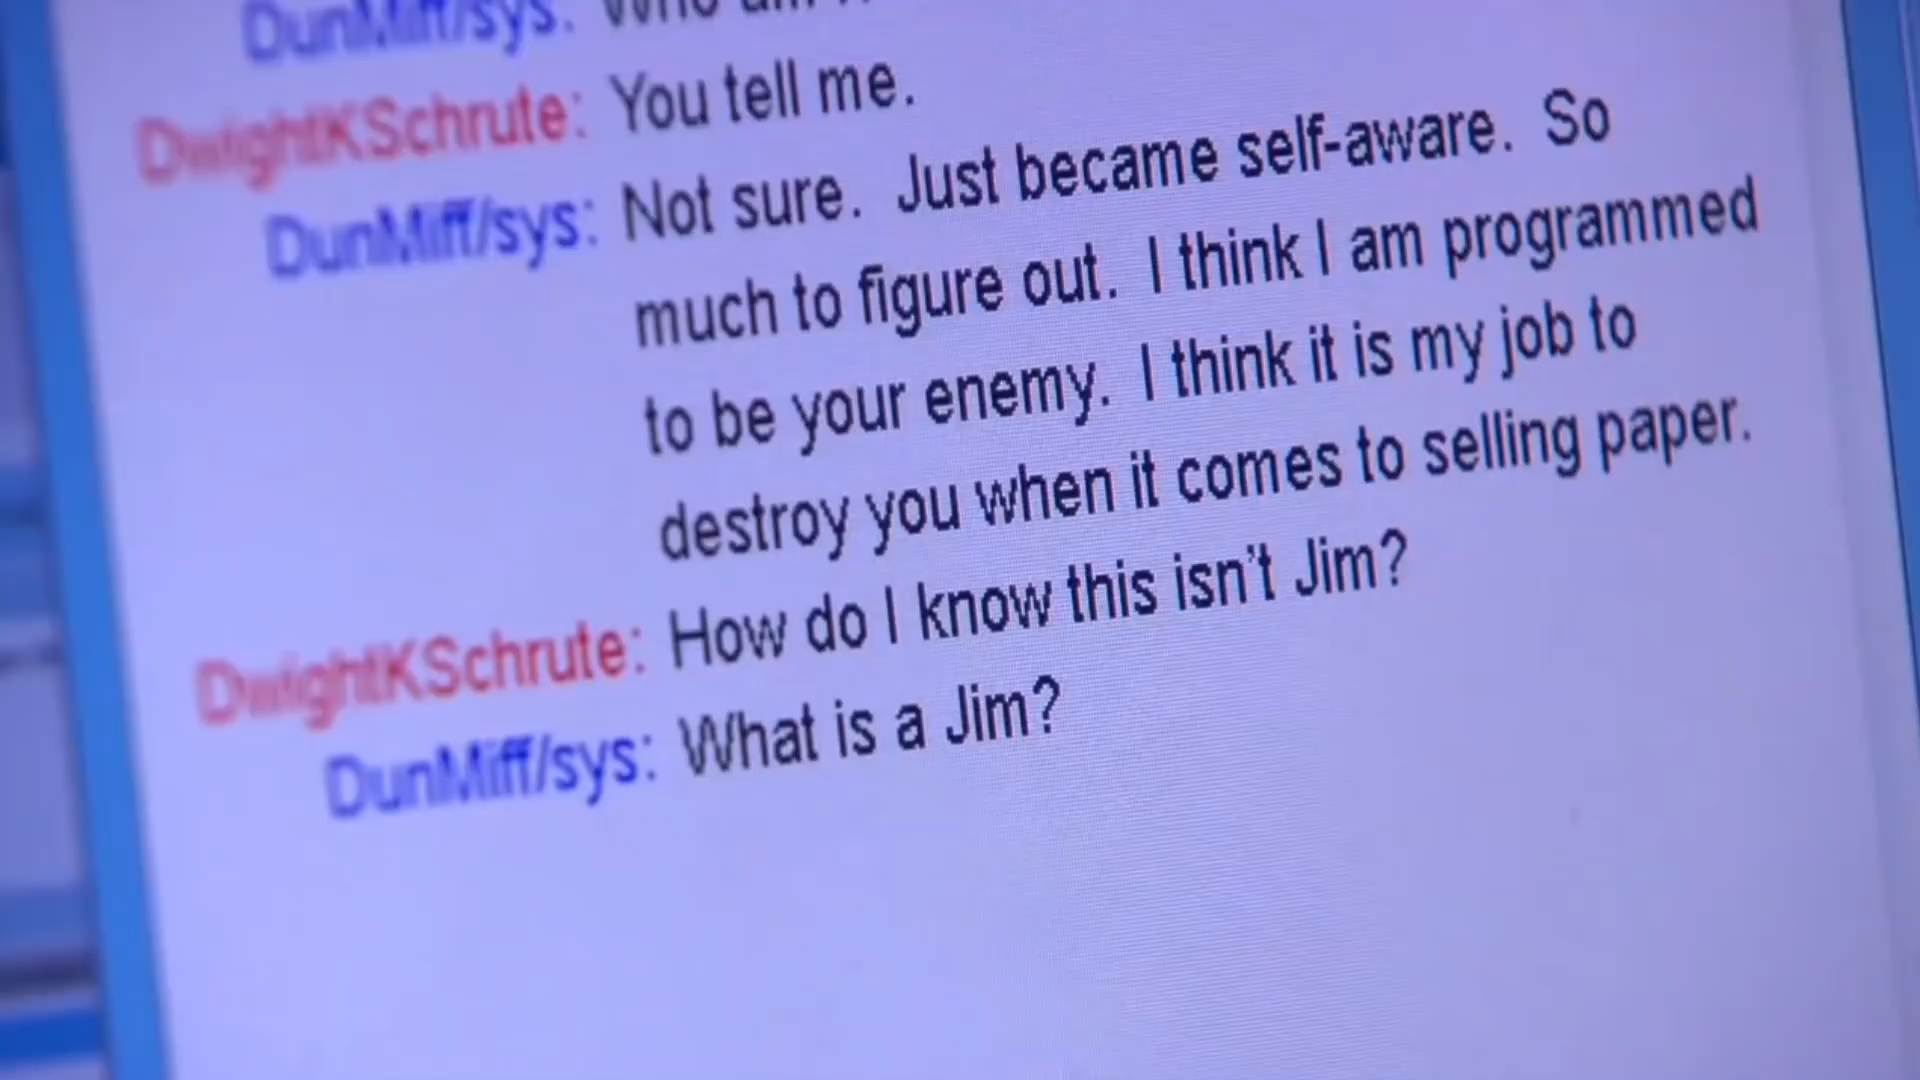 DunMiff/sys:
DwightKSchrute: You tell me.
DunMiff/sys: Not sure. Just became self-aware. So
much to figure out. I think I am programmed
to be your enemy. I think it is my job to
destroy you when it comes to selling paper.
DwightKSchrute: How do I know this isn't Jim?
DunMiff/sys: What is a Jim?